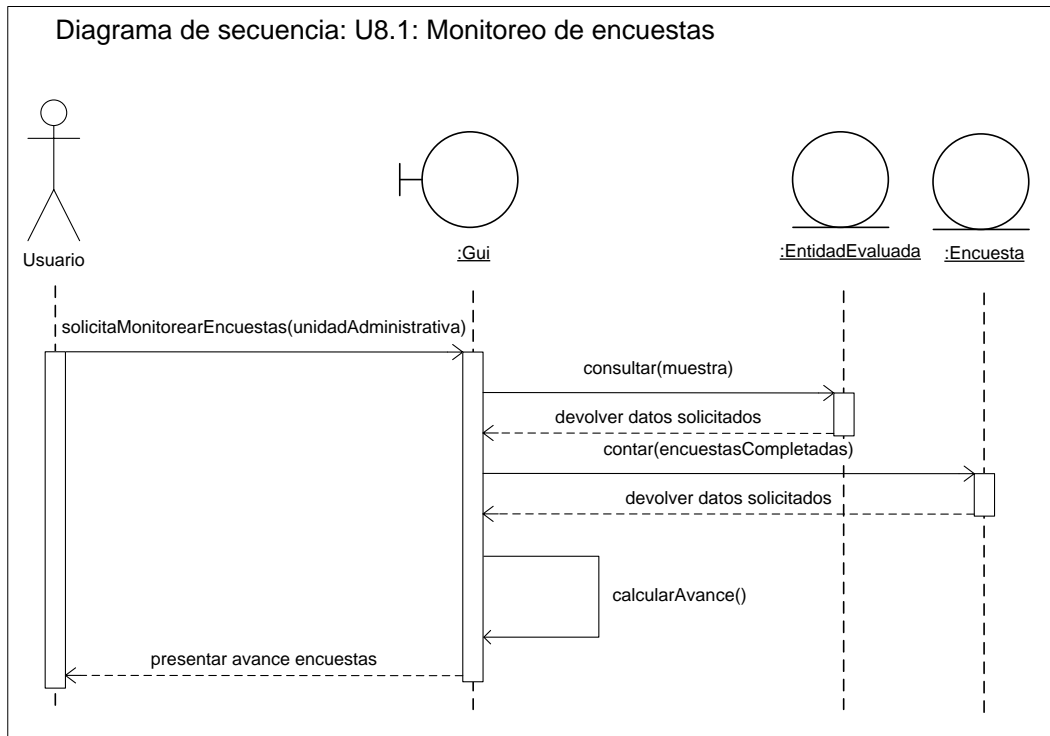 Diagrama de secuencia: U8.1: Monitoreo de encuestas
Usuario
:Gui
:EntidadEvaluada
:Encuesta
solicitaMonitorearEncuestas(unidadAdministrativa)
consultar(muestra)
devolver datos solicitados
contar(encuestasCompletadas)
devolver datos solicitados
calcularAvance()
presentar avance encuestas